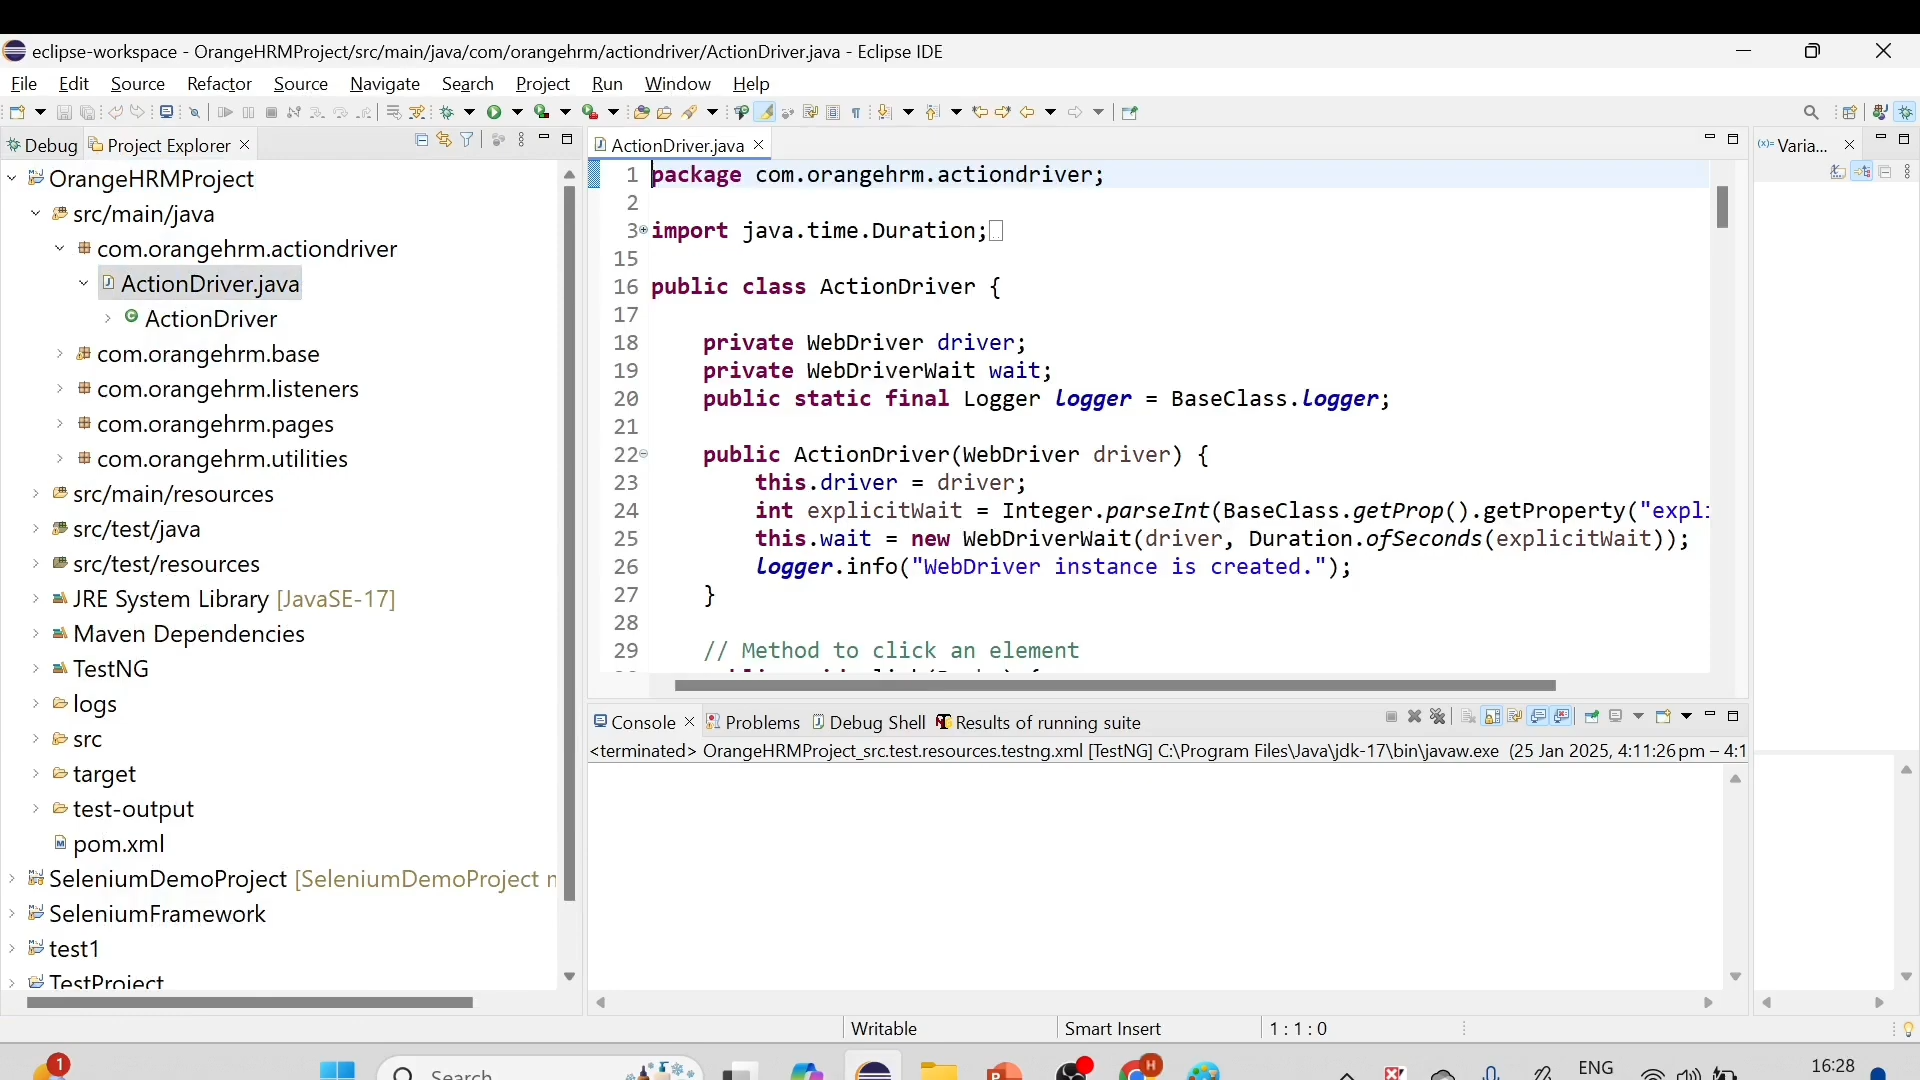 eclipse-workspace - OrangeHRMProject/src/main/java/com/orangehrm/actiondriver/ActionDriver.java - Eclipse IDE
File Edit Source Refactor Source Navigate Search Project Run Window Help
Debug Project Explorer
ActionDriver.java
(x)= Varia...
OrangeHRMProject
src/main/java
com.orangehrm.actiondriver
ActionDriver.java
ActionDriver
com.orangehrm.base
com.orangehrm.listeners
com.orangehrm.pages
com.orangehrm.utilities
src/main/resources
src/test/java
src/test/resources
JRE System Library [JavaSE-17]
Maven Dependencies
TestNG
logs
src
target
test-output
pom.xml
SeleniumDemoProject [SeleniumDemoProject
SeleniumFramework
test1
TestProject
1 package com.orangehrm.actiondriver;
2
3 import java.time.Duration;
15
16 public class ActionDriver {
17
18 private WebDriver driver;
19 private WebDriverWait wait;
20 public static final Logger logger = BaseClass.logger;
21
22 public ActionDriver(WebDriver driver) {
23 this.driver = driver;
24 int explicitWait = Integer.parseInt(BaseClass.getProp().getProperty("expl
25 this.wait = new WebDriverWait(driver, Duration.ofSeconds(explicitWait));
26 logger.info("WebDriver instance is created.");
27 }
28
29 // Method to click an element
Console Problems Debug Shell Results of running suite
<terminated> OrangeHRMProject_src.test.resources.testng.xml [TestNG] C:\Program Files\Java\jdk-17\bin\javaw.exe (25 Jan 2025, 4:11:26 pm – 4:1
Writable Smart Insert 1 : 1 : 0
1 Search H ENG 16:28